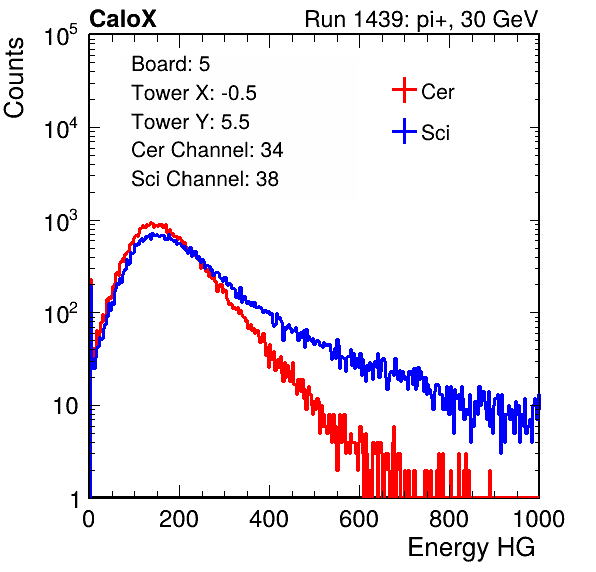 CaloX Run 1439: pi+, 30 GeV
Counts
10^5
10^4
10^3
10^2
10
1
Board: 5
Tower X: -0.5
Tower Y: 5.5
Cer Channel: 34
Sci Channel: 38
Cer
Sci
0 200 400 600 800 1000
Energy HG